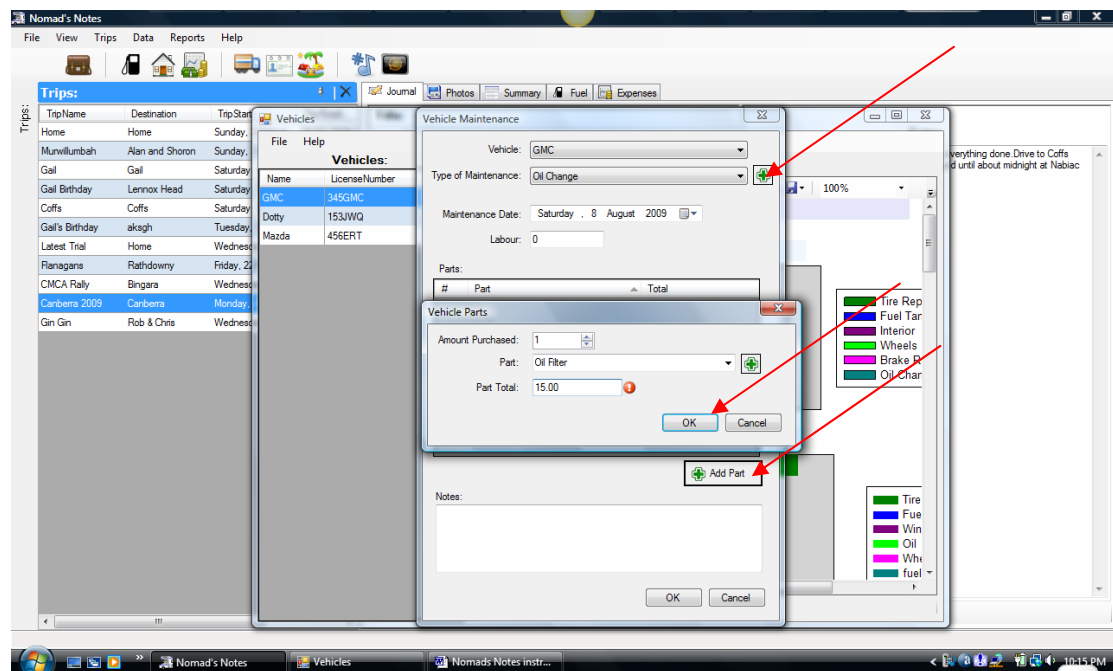 Nomad's Notes
File View Trips Data Reports Help
Trips:
Journal Photos Summary Fuel Expenses
Trips:
TripName Destination TripStart
Home Home Sunday,
Murwillumbah Alan and Shoron Sunday,
Gail Gail Saturday
Gail Birthday Lennox Head Saturday
Coffs Coffs Saturday
Gail's Birthday aksgh Tuesday,
Latest Trial Home Wednesd
Flanagans Rathdowny Friday, 22
CMCA Rally Bingara Wednesd
Canberra 2009 Canberra Monday,
Gin Gin Rob & Chris Wednesd
Vehicles
File Help
Vehicles:
Name LicenseNumber
GMC 345GMC
Dotty 153JWQ
Mazda 456ERT
Vehicle Maintenance
Vehicle: GMC
Type of Maintenance: Oil Change
Maintenance Date: Saturday , 8 August 2009
Labour: 0
Parts:
# Part Total
Vehicle Parts
Amount Purchased: 1
Part: Oil Filter
Part Total: 15.00
OK Cancel
Add Part
Notes:
OK Cancel
100%
verything done.Drive to Coffs
d until about midnight at Nabiac
Tire Rep
Fuel Tan
Interior
Wheels
Brake R
Oil Chan
Tire
Fue
Win
Oil
Whe
fuel
Nomad's Notes Vehicles Nomads Notes instr... 10:15 PM